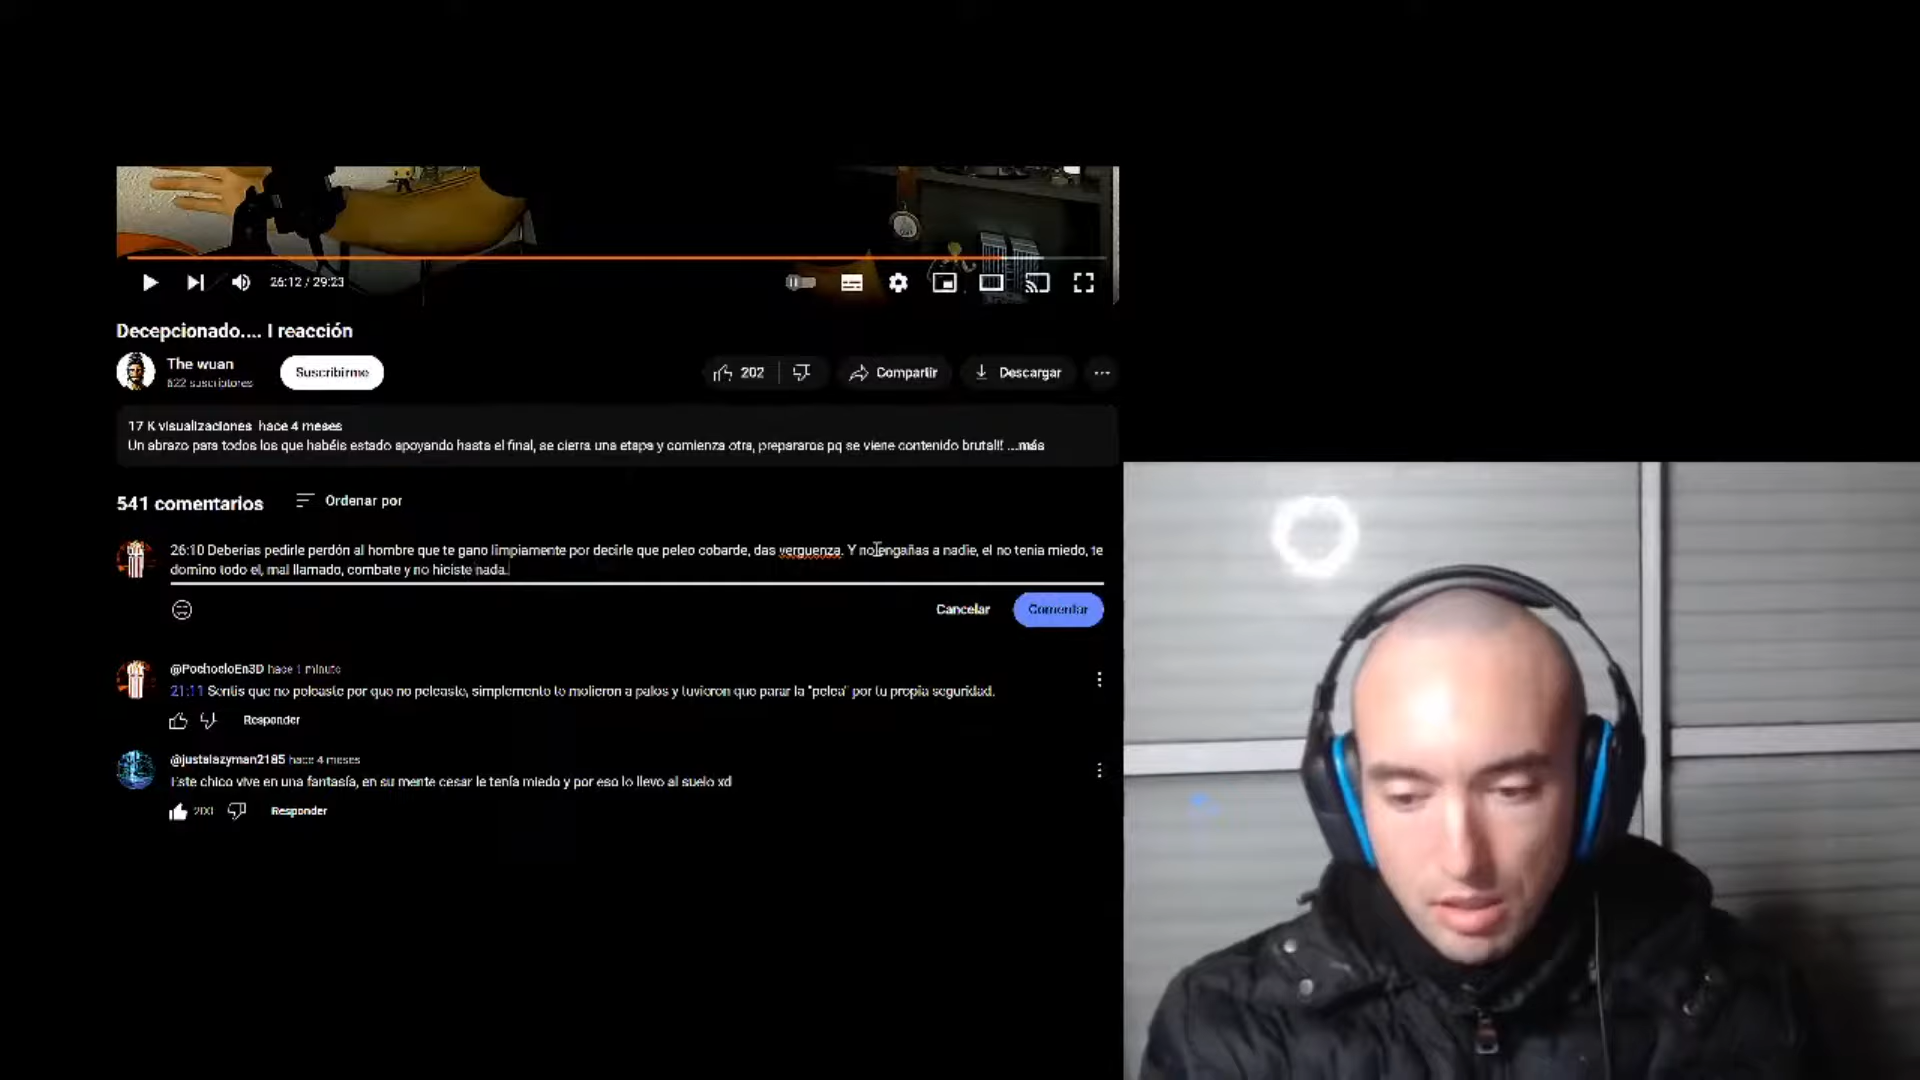 26:12 / 29:23
Decepcionado.... I reacción
The wuan
622 suscriptores
Suscribirme
202
Compartir
Descargar
17 K visualizaciones hace 4 meses
Un abrazo para todos los que habéis estado apoyando hasta el final, se cierra una etapa y comienza otra, prepararos pq se viene contenido brutal!! ...más
541 comentarios
Ordenar por
26:10 Deberias pedirle perdón al hombre que te gano limpiamente por decirle que peleo cobarde, das verguenza. Y no engañas a nadie, el no tenia miedo, te
domino todo el, mal llamado, combate y no hiciste nada.
Cancelar
Comentar
@PochocloEn3D hace 1 minuto
21:11 Sentis que no peleaste por que no peleaste, simplemente te molieron a palos y tuvieron que parar la "pelea" por tu propia seguridad.
Responder
@justalazyman2185 hace 4 meses
Este chico vive en una fantasía, en su mente cesar le tenía miedo y por eso lo llevo al suelo xd
200
Responder